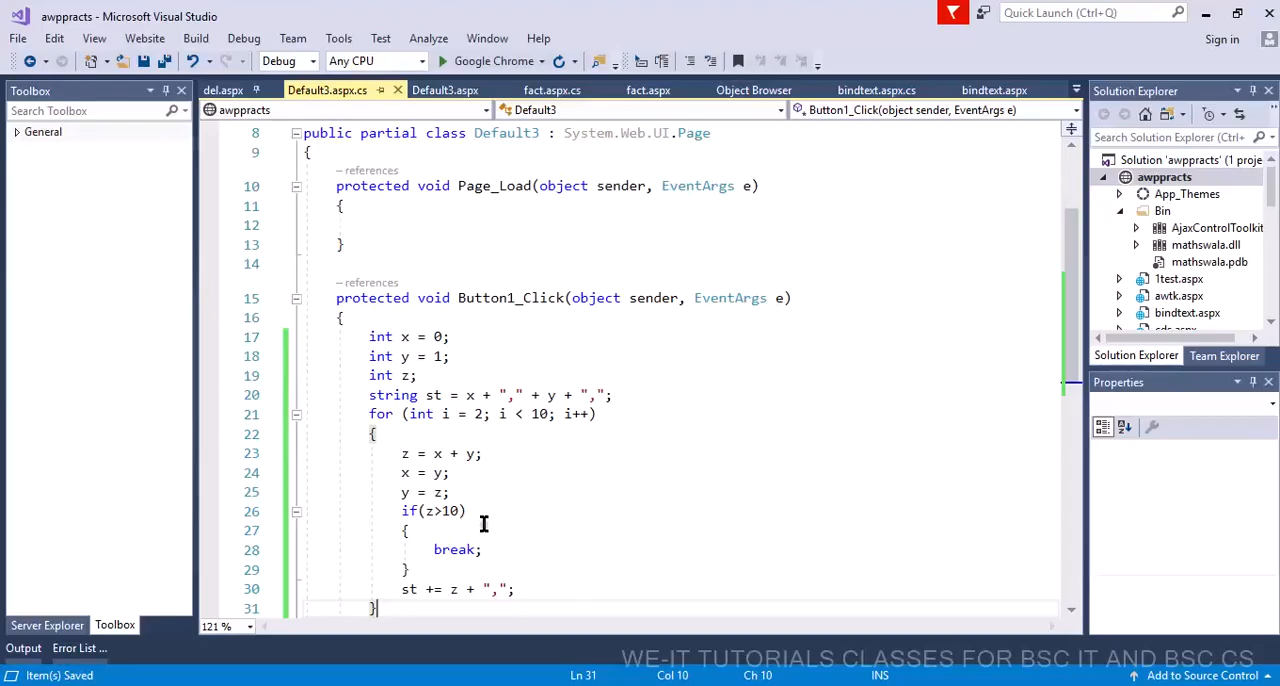 awppracts - Microsoft Visual Studio
Quick Launch (Ctrl+Q)
File Edit View Website Build Debug Team Tools Test Analyze Window Help
Sign in
Debug Any CPU Google Chrome
Toolbox
Search Toolbox
General
del.aspx Default3.aspx.cs Default3.aspx fact.aspx.cs fact.aspx Object Browser bindtext.aspx.cs bindtext.aspx
awppracts Default3 Button1_Click(object sender, EventArgs e)
8 public partial class Default3 : System.Web.UI.Page
9 {
– references
10 protected void Page_Load(object sender, EventArgs e)
11 {
12
13 }
14
– references
15 protected void Button1_Click(object sender, EventArgs e)
16 {
17 int x = 0;
18 int y = 1;
19 int z;
20 string st = x + "," + y + ",";
21 for (int i = 2; i < 10; i++)
22 {
23 z = x + y;
24 x = y;
25 y = z;
26 if(z>10)
27 {
28 break;
29 }
30 st += z + ",";
31 }
121 %
Solution Explorer
Search Solution Explorer (Ctrl+
Solution 'awppracts' (1 proje
awppracts
App_Themes
Bin
AjaxControlToolkit
mathswala.dll
mathswala.pdb
1test.aspx
awtk.aspx
bindtext.aspx
Solution Explorer Team Explorer
Properties
Server Explorer Toolbox
Output Error List ...
WE-IT TUTORIALS CLASSES FOR BSC IT AND BSC CS
Item(s) Saved Ln 31 Col 10 Ch 10 INS Add to Source Control